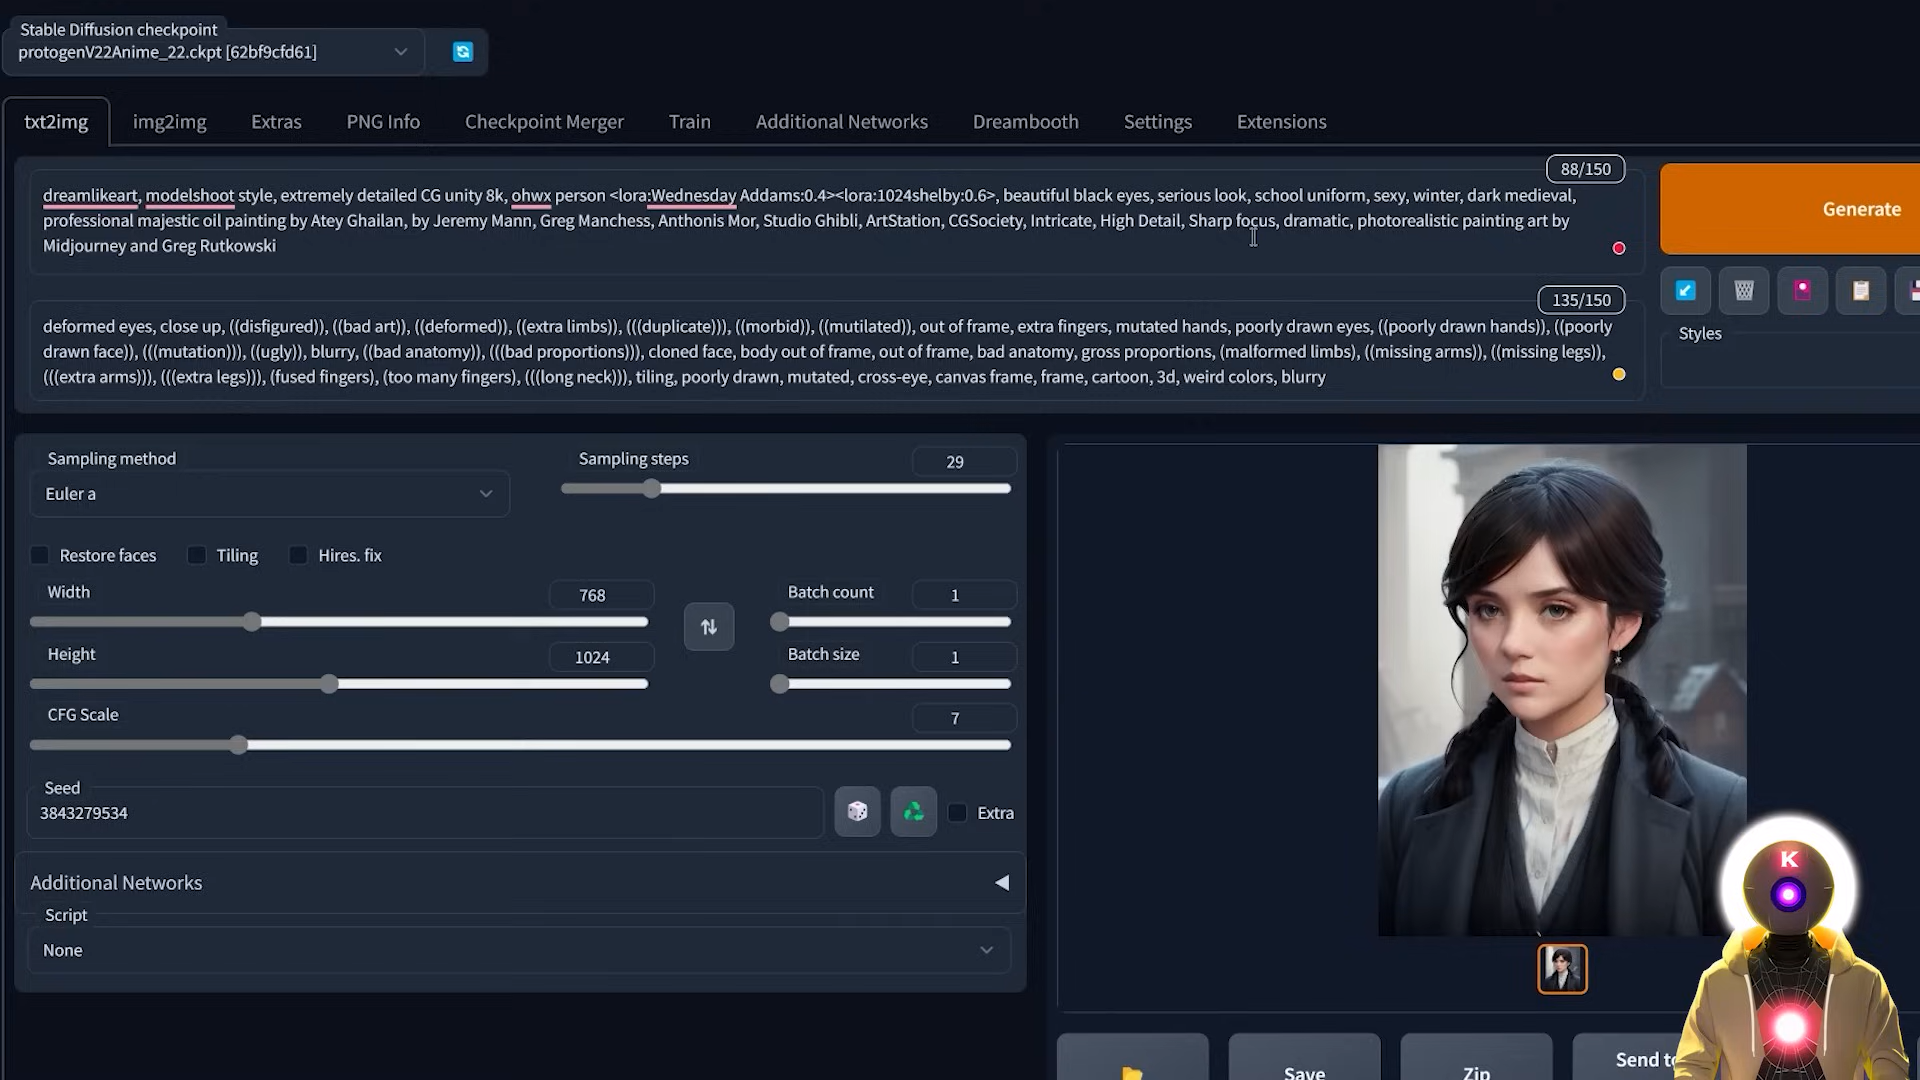 Stable Diffusion checkpoint
protogenV22Anime_22.ckpt [62bf9cfd61]
txt2img img2img Extras PNG Info Checkpoint Merger Train Additional Networks Dreambooth Settings Extensions
88/150
dreamlikeart, modelshoot style, extremely detailed CG unity 8k, ohwx person <lora:Wednesday Addams:0.4><lora:1024shelby:0.6>, beautiful black eyes, serious look, school uniform, sexy, winter, dark medieval,
professional majestic oil painting by Atey Ghailan, by Jeremy Mann, Greg Manchess, Anthonis Mor, Studio Ghibli, ArtStation, CGSociety, Intricate, High Detail, Sharp focus, dramatic, photorealistic painting art by
Midjourney and Greg Rutkowski
Generate
135/150
deformed eyes, close up, ((disfigured)), ((bad art)), ((deformed)), ((extra limbs)), (((duplicate))), ((morbid)), ((mutilated)), out of frame, extra fingers, mutated hands, poorly drawn eyes, ((poorly drawn hands)), ((poorly
drawn face)), (((mutation))), ((ugly)), blurry, ((bad anatomy)), (((bad proportions))), cloned face, body out of frame, out of frame, bad anatomy, gross proportions, (malformed limbs), ((missing arms)), ((missing legs)),
(((extra arms))), (((extra legs))), (fused fingers), (too many fingers), (((long neck))), tiling, poorly drawn, mutated, cross-eye, canvas frame, frame, cartoon, 3d, weird colors, blurry
Styles
Sampling method
Euler a
Sampling steps
29
Restore faces Tiling Hires. fix
Width
768
Batch count
1
Height
1024
Batch size
1
CFG Scale
7
Seed
3843279534
Extra
Additional Networks
Script
None
K
Save
Zip
Send to